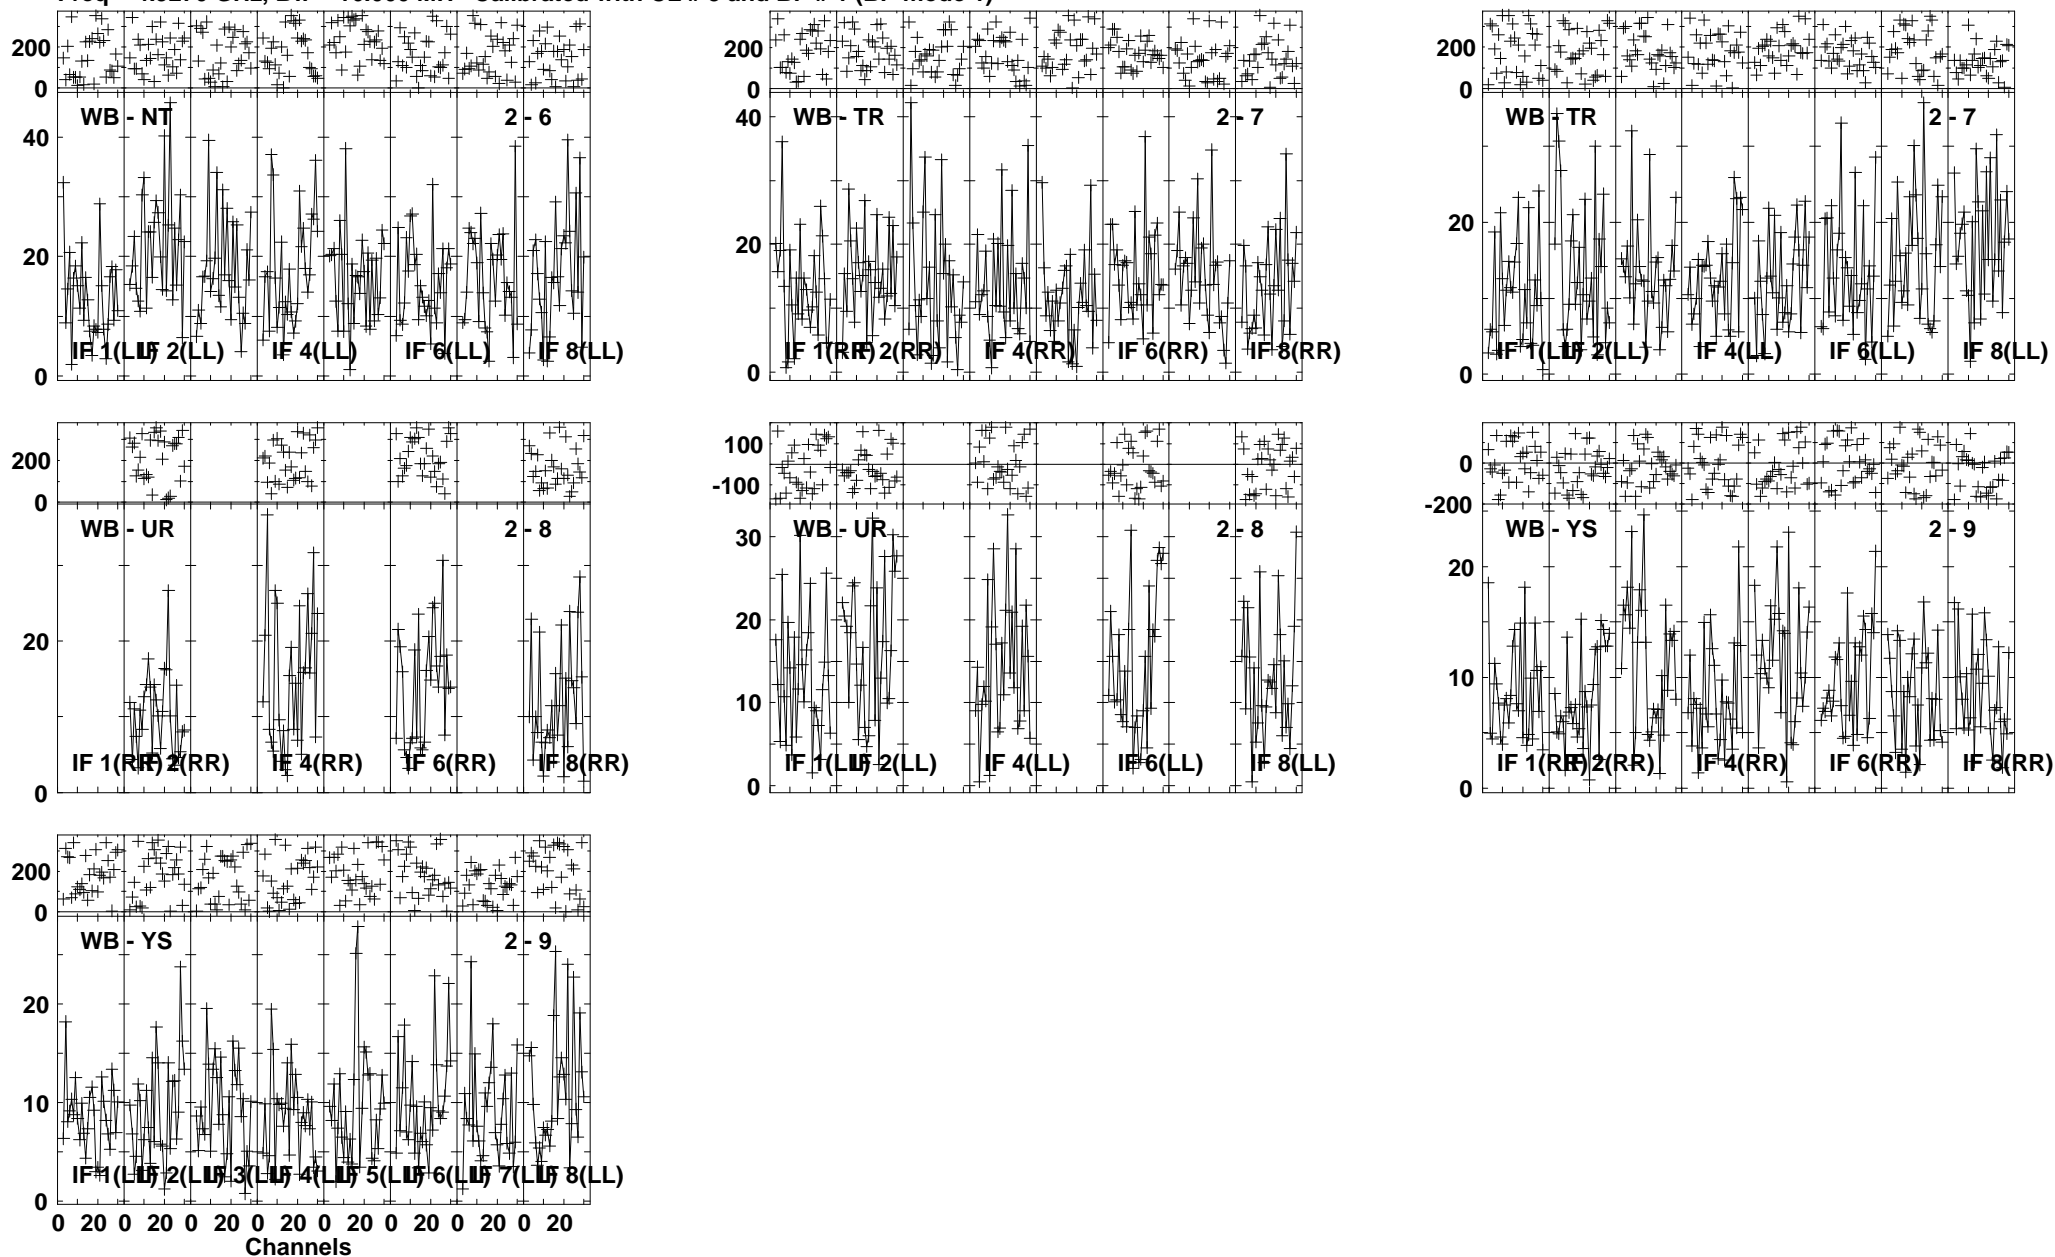 200
0
WB - NT 2 - 6
40
20
0
IF 1(LL) IF 2(LL) IF 4(LL) IF 6(LL) IF 8(LL)
200
0
WB - TR 2 - 7
40
20
0
IF 1(RR) IF 2(RR) IF 4(RR) IF 6(RR) IF 8(RR)
200
0
WB - TR 2 - 7
20
0
IF 1(LL) IF 2(LL) IF 4(LL) IF 6(LL) IF 8(LL)
200
0
WB - UR 2 - 8
20
0
IF 1(RR) IF 2(RR) IF 4(RR) IF 6(RR) IF 8(RR)
100
-100
WB - UR 2 - 8
30
20
10
0
IF 1(LL) IF 2(LL) IF 4(LL) IF 6(LL) IF 8(LL)
0
-200
WB - YS 2 - 9
20
10
0
IF 1(RR) IF 2(RR) IF 4(RR) IF 6(RR) IF 8(RR)
200
0
WB - YS 2 - 9
20
10
0
IF 1(LL) IF 2(LL) IF 3(LL) IF 4(LL) IF 5(LL) IF 6(LL) IF 7(LL) IF 8(LL)
0 20 0 20 0 20 0 20 0 20 0 20 0 20 0 20
Channels